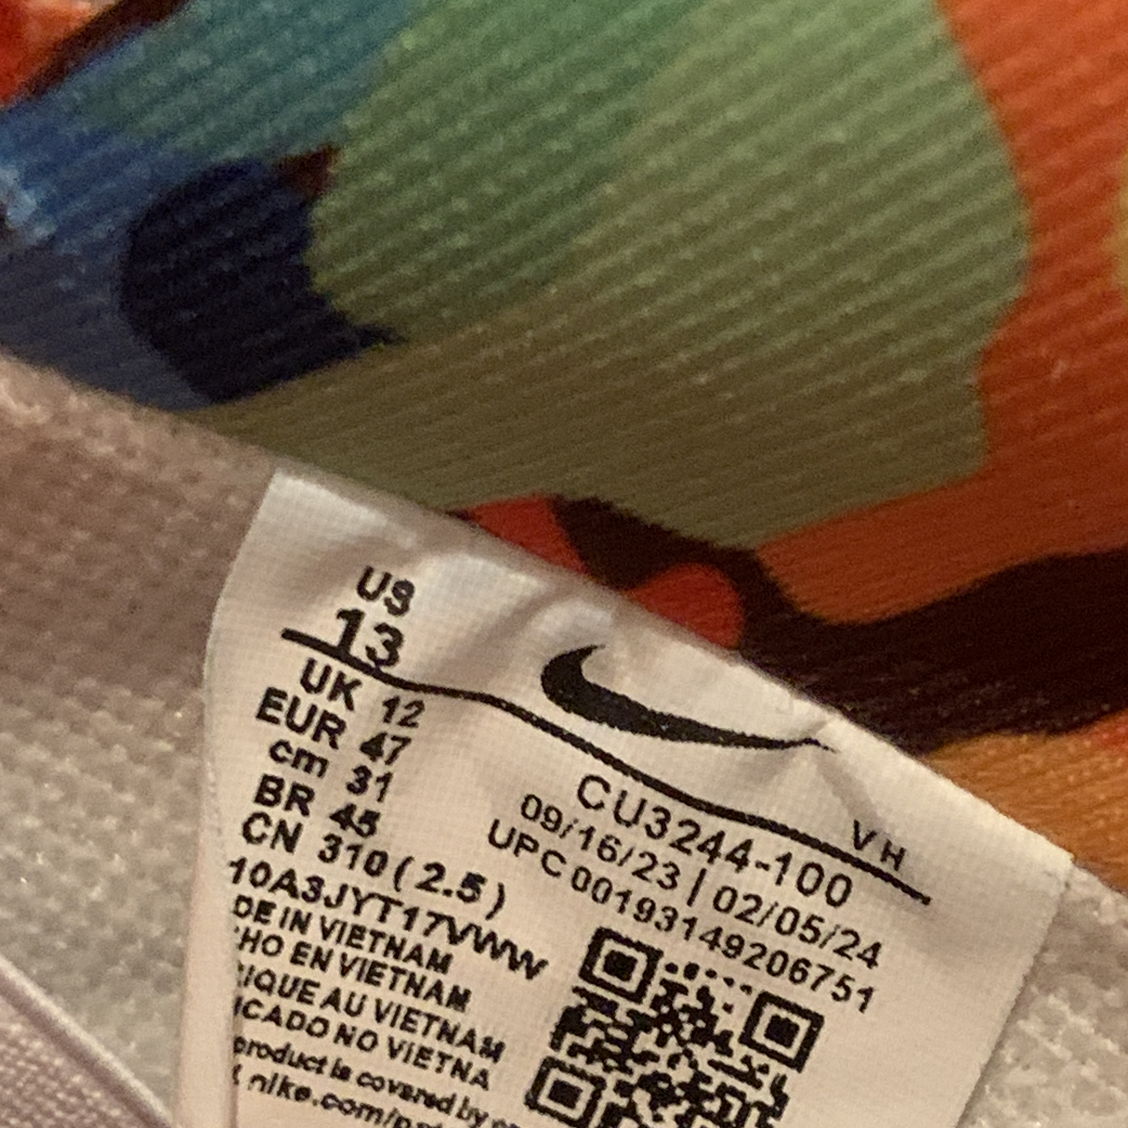 US
13
UK 12
EUR 47
cm 31
BR 45
CN 310 ( 2.5 )
10A3JYT17VWW
DE IN VIETNAM
HO EN VIETNAM
IQUE AU VIETNAM
ICADO NO VIETNA
product is covered by
nike.com/pat
VH
CU3244-100
09/16/23 | 02/05/24
UPC 00193149206751